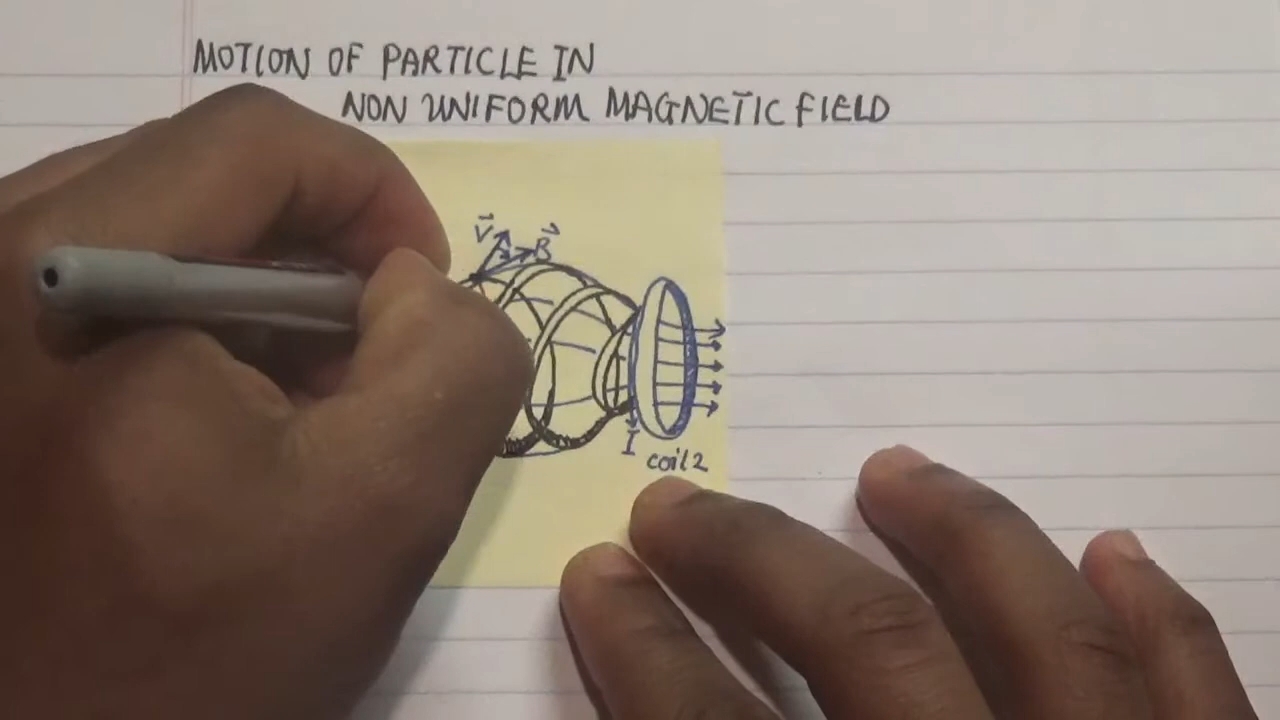 MOTION OF PARTICLE IN
NON UNIFORM MAGNETIC FIELD
V B
I
coil 2